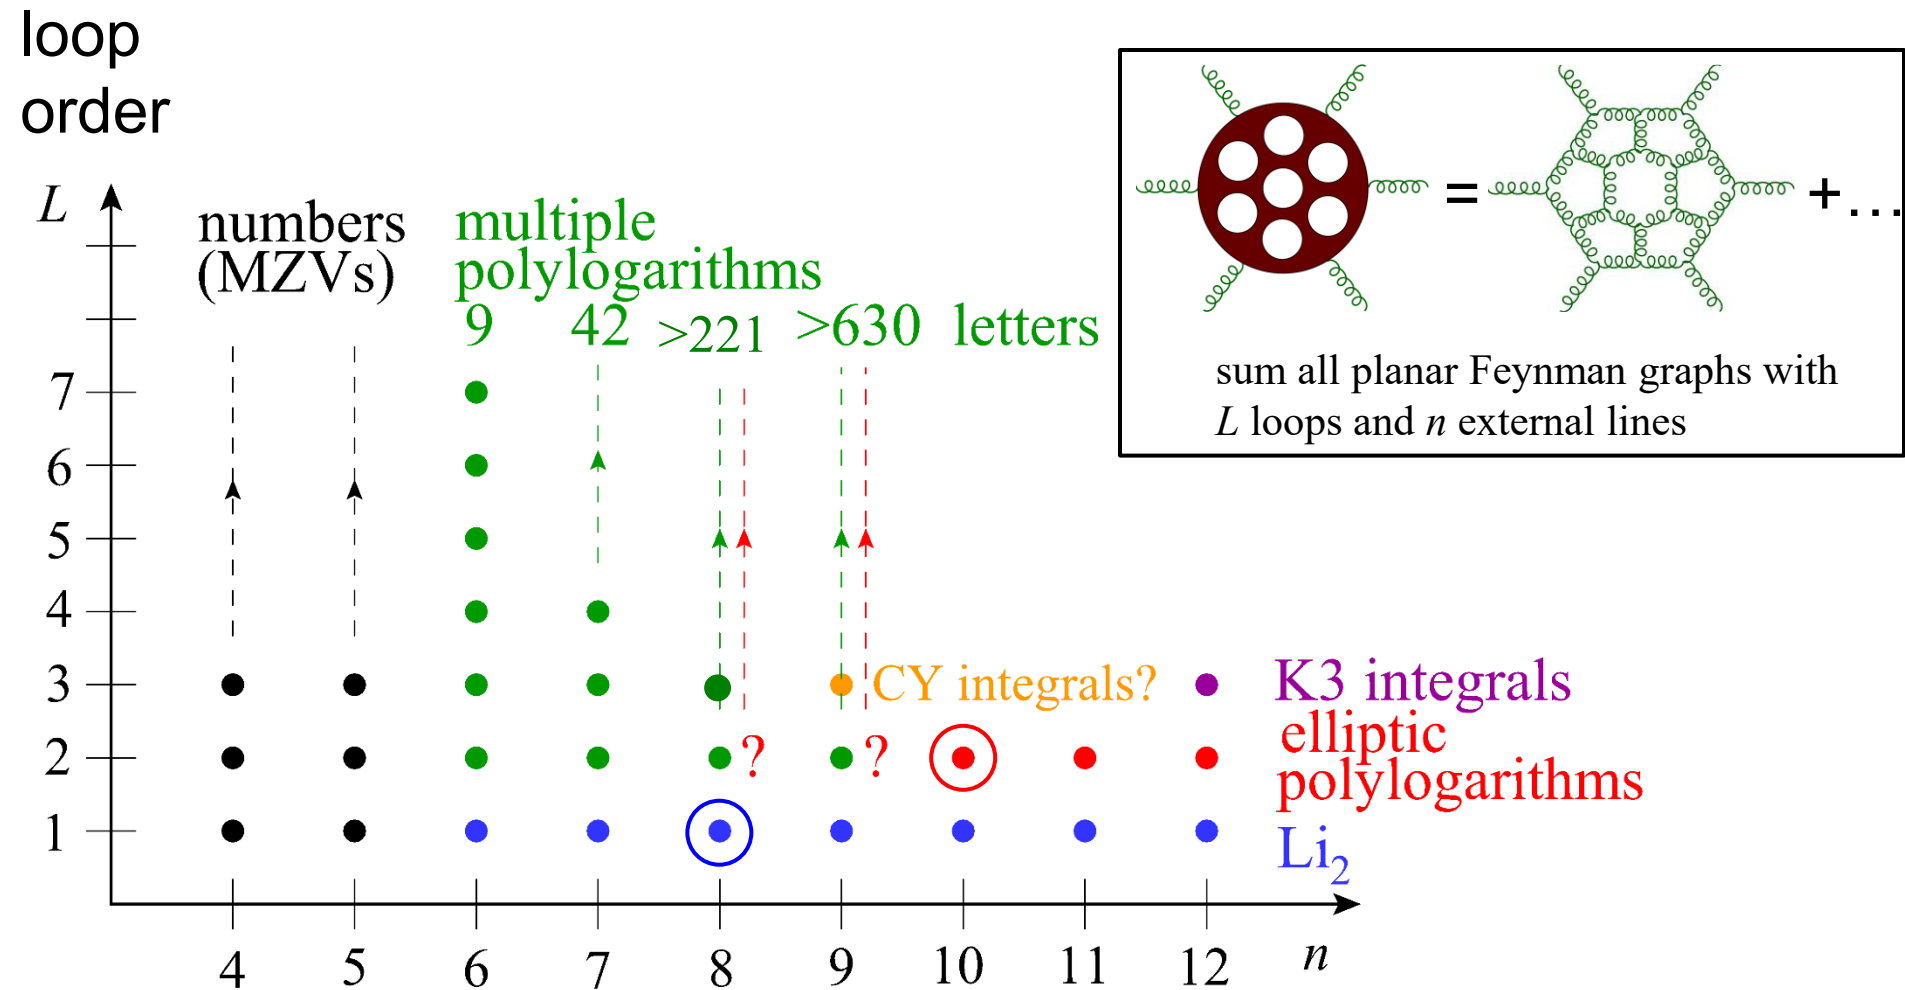 loop
order
L
numbers
(MZVs)
multiple
polylogarithms
9 42 >221 >630 letters
=
+...
sum all planar Feynman graphs with
L loops and n external lines
7
6
5
4
3
CY integrals?
K3 integrals
2
? ?
elliptic
polylogarithms
1
Li2
4 5 6 7 8 9 10 11 12 n